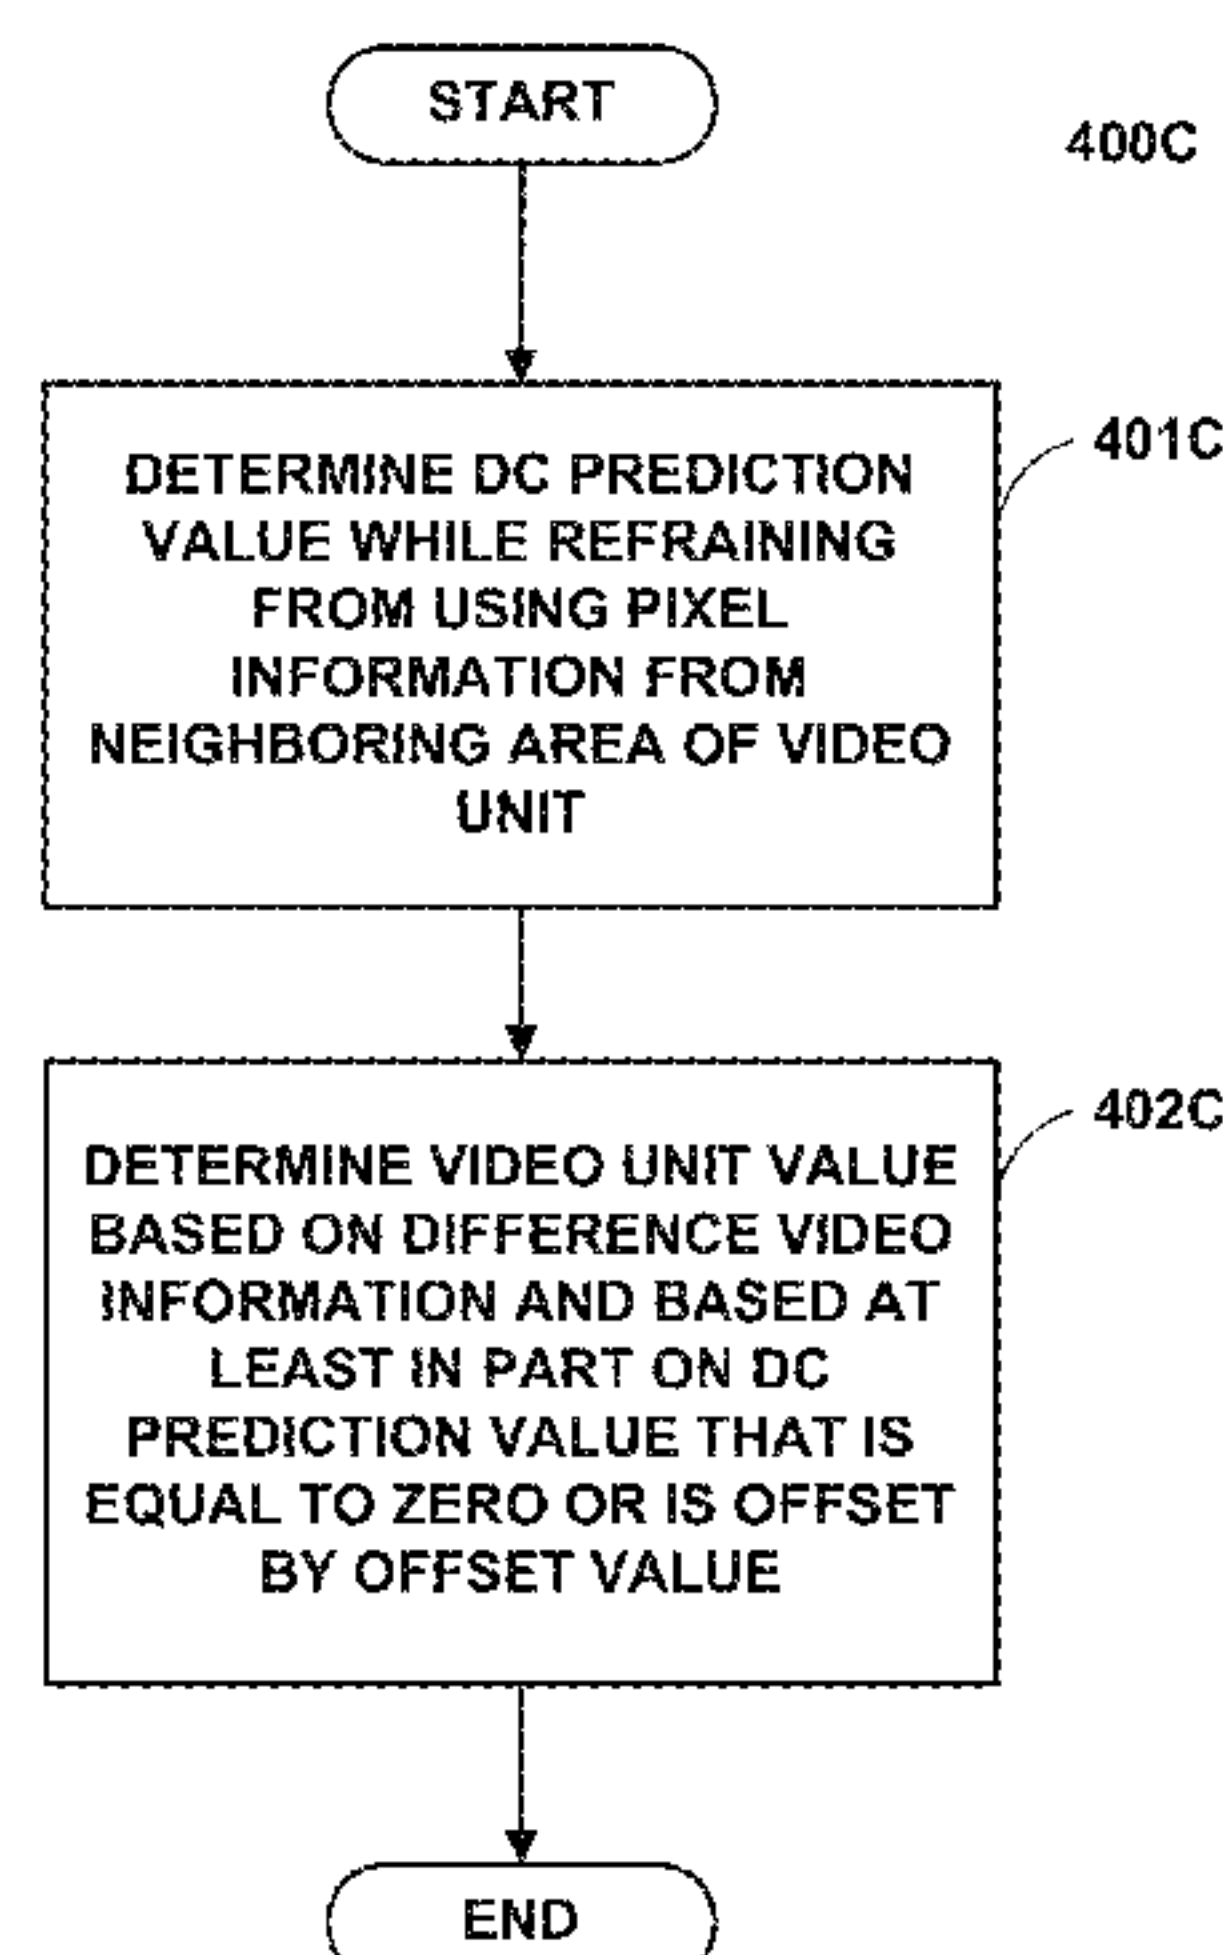 START
400C
401C
DETERMINE DC PREDICTION
VALUE WHILE REFRAINING
FROM USING PIXEL
INFORMATION FROM
NEIGHBORING AREA OF VIDEO
UNIT
402C
DETERMINE VIDEO UNIT VALUE
BASED ON DIFFERENCE VIDEO
INFORMATION AND BASED AT
LEAST IN PART ON DC
PREDICTION VALUE THAT IS
EQUAL TO ZERO OR IS OFFSET
BY OFFSET VALUE
END